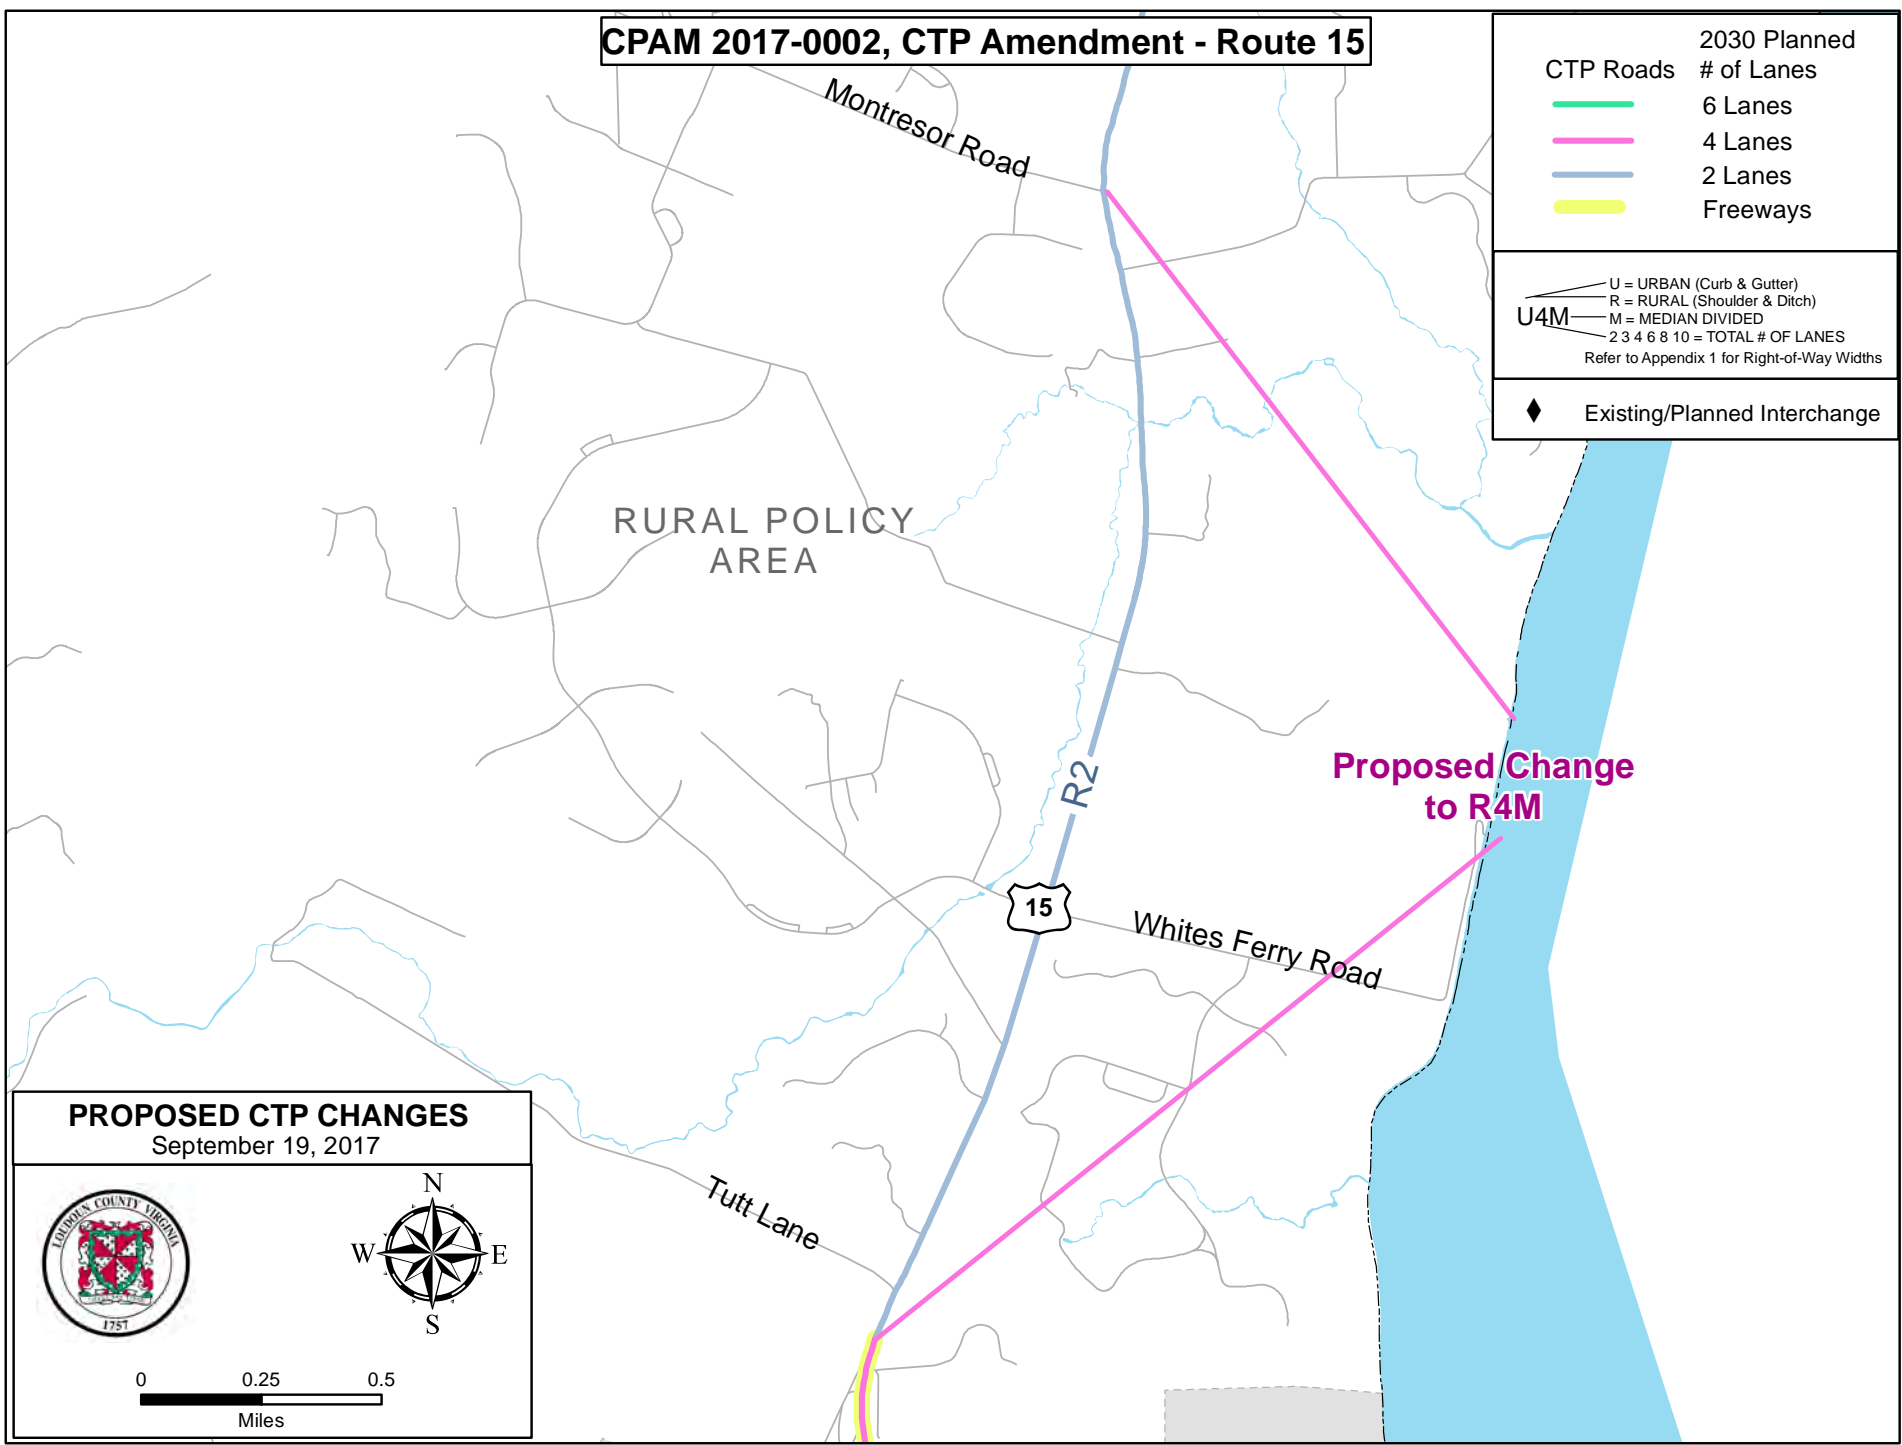 CPAM 2017-0002, CTP Amendment - Route 15
CTP Roads
2030 Planned
# of Lanes
6 Lanes
4 Lanes
2 Lanes
Freeways
U4M
U = URBAN (Curb & Gutter)
R = RURAL (Shoulder & Ditch)
M = MEDIAN DIVIDED
2 3 4 6 8 10 = TOTAL # OF LANES
Refer to Appendix 1 for Right-of-Way Widths
Existing/Planned Interchange
Montresor Road
RURAL POLICY
AREA
R2
Proposed Change
to R4M
15
Whites Ferry Road
Tutt Lane
PROPOSED CTP CHANGES
September 19, 2017
LOUDOUN COUNTY VIRGINIA
1757
N
W
E
S
0 0.25 0.5
Miles